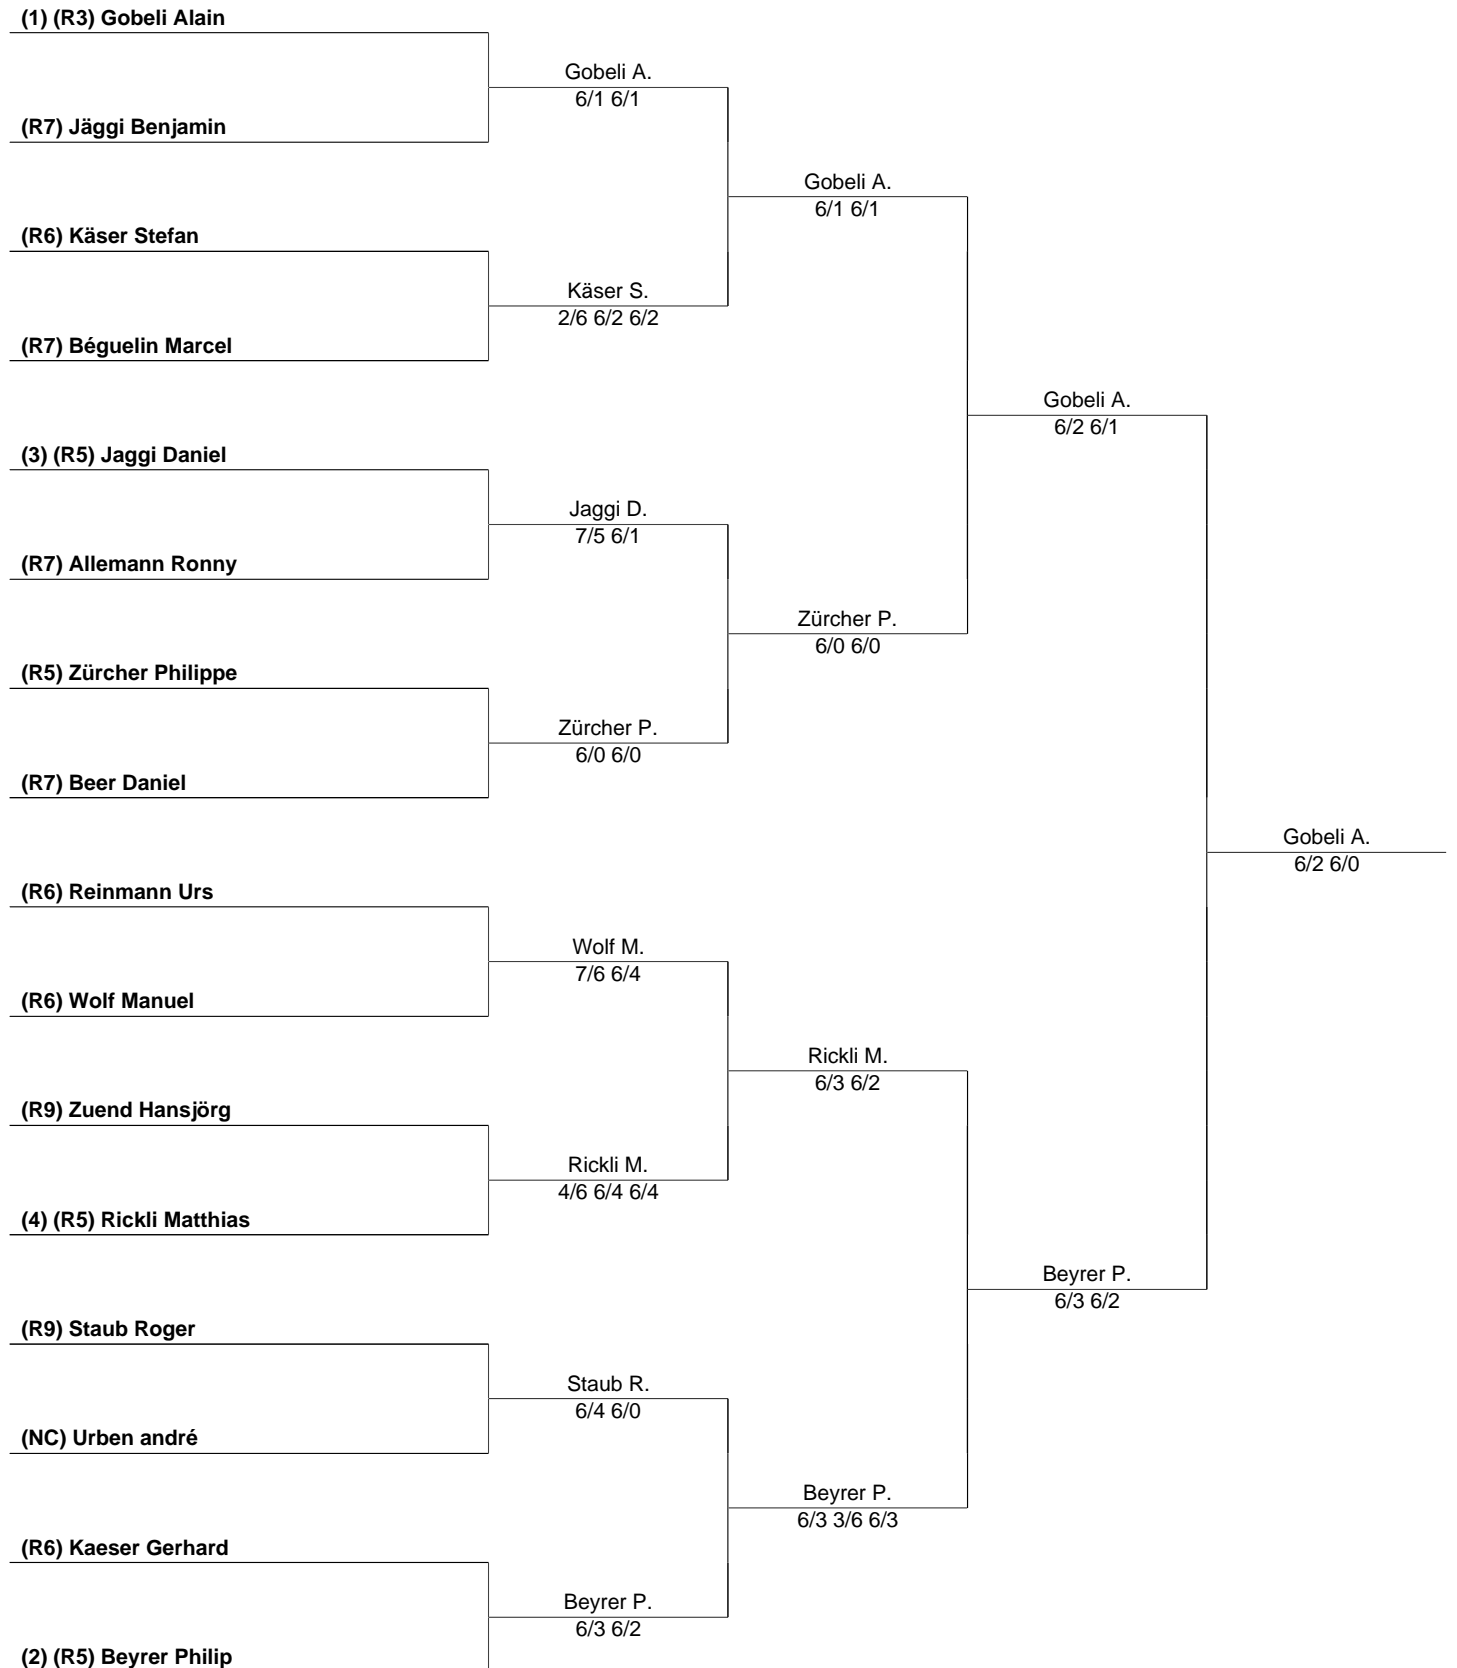 (1) (R3) Gobeli Alain
Gobeli A.
6/1 6/1
(R7) Jäggi Benjamin
Gobeli A.
6/1 6/1
(R6) Käser Stefan
Käser S.
2/6 6/2 6/2
(R7) Béguelin Marcel
Gobeli A.
6/2 6/1
(3) (R5) Jaggi Daniel
Jaggi D.
7/5 6/1
(R7) Allemann Ronny
Zürcher P.
6/0 6/0
(R5) Zürcher Philippe
Zürcher P.
6/0 6/0
(R7) Beer Daniel
Gobeli A.
6/2 6/0
(R6) Reinmann Urs
Wolf M.
7/6 6/4
(R6) Wolf Manuel
Rickli M.
6/3 6/2
(R9) Zuend Hansjörg
Rickli M.
4/6 6/4 6/4
(4) (R5) Rickli Matthias
Beyrer P.
6/3 6/2
(R9) Staub Roger
Staub R.
6/4 6/0
(NC) Urben andré
Beyrer P.
6/3 3/6 6/3
(R6) Kaeser Gerhard
Beyrer P.
6/3 6/2
(2) (R5) Beyrer Philip